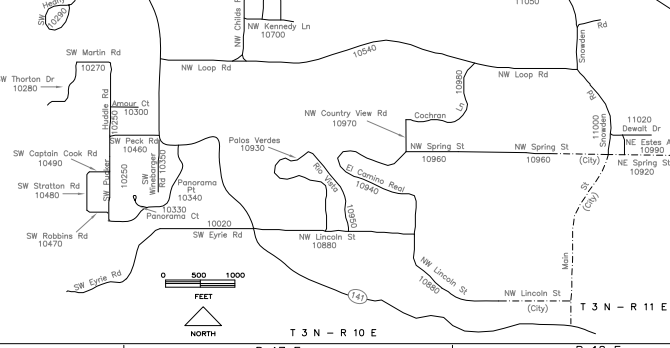 SW Heany
10290
NW Childs R
NW Kennedy Ln
10700
11050
Snowden Rd
SW Martin Rd
10270
NW Loop Rd
10540
NW Loop Rd
10980
Ln
SW Thorton Dr
10280
Huddle Rd
10250
Amour Ct
10300
NW Country View Rd
10970
Cochran
Rd
Snowden
11000
11020
Dewalt Dr
SW Peck Rd
10460
Palos Verdes
10930
NW Spring St
10960
NW Spring St
10960
(City)
NE Estes A
10990
NE Spring St
10920
SW Captain Cook Rd
10490
SW Stratton Rd
10480
SW Pucker
10250
SW Winebarger Rd
10350
Panorama
Pt
10340
Rio Vista
10950
El Camino Real
10940
St
(City)
10330
Panorama Ct
SW Robbins Rd
10470
10020
SW Eyrie Rd
NW Lincoln St
10880
Main
SW Eyrie Rd
NW Lincoln St
10880
0 500 1000
FEET
NORTH
141
NW Lincoln St
(City)
T 3 N - R 11 E
T 3 N - R 10 E